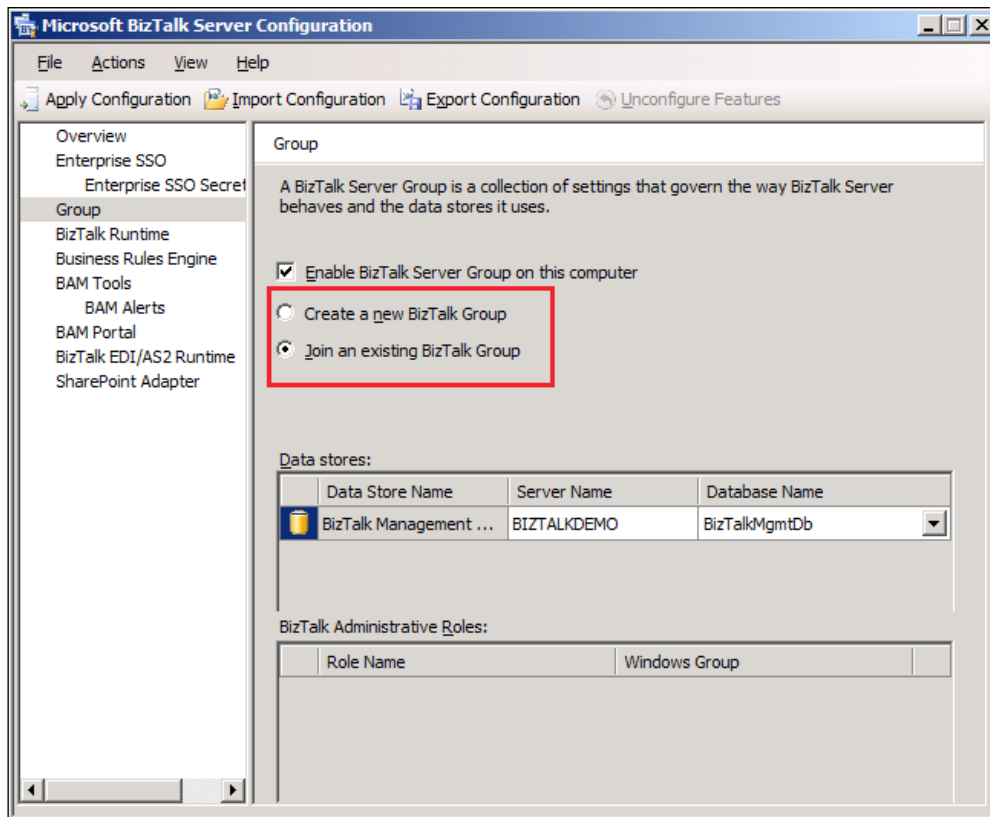 Microsoft BizTalk Server Configuration
File Actions View Help
Apply Configuration Import Configuration Export Configuration Unconfigure Features
Overview
Enterprise SSO
Enterprise SSO Secret
Group
BizTalk Runtime
Business Rules Engine
BAM Tools
BAM Alerts
BAM Portal
BizTalk EDI/AS2 Runtime
SharePoint Adapter
Group
A BizTalk Server Group is a collection of settings that govern the way BizTalk Server
behaves and the data stores it uses.
Enable BizTalk Server Group on this computer
Create a new BizTalk Group
Join an existing BizTalk Group
Data stores:
Data Store Name Server Name Database Name
BizTalk Management ... BIZTALKDEMO BizTalkMgmtDb
BizTalk Administrative Roles:
Role Name Windows Group